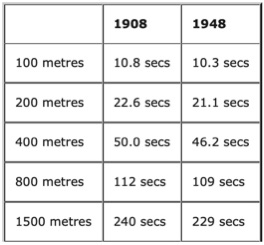 1908 1948
100 metres 10.8 secs 10.3 secs
200 metres 22.6 secs 21.1 secs
400 metres 50.0 secs 46.2 secs
800 metres 112 secs 109 secs
1500 metres 240 secs 229 secs